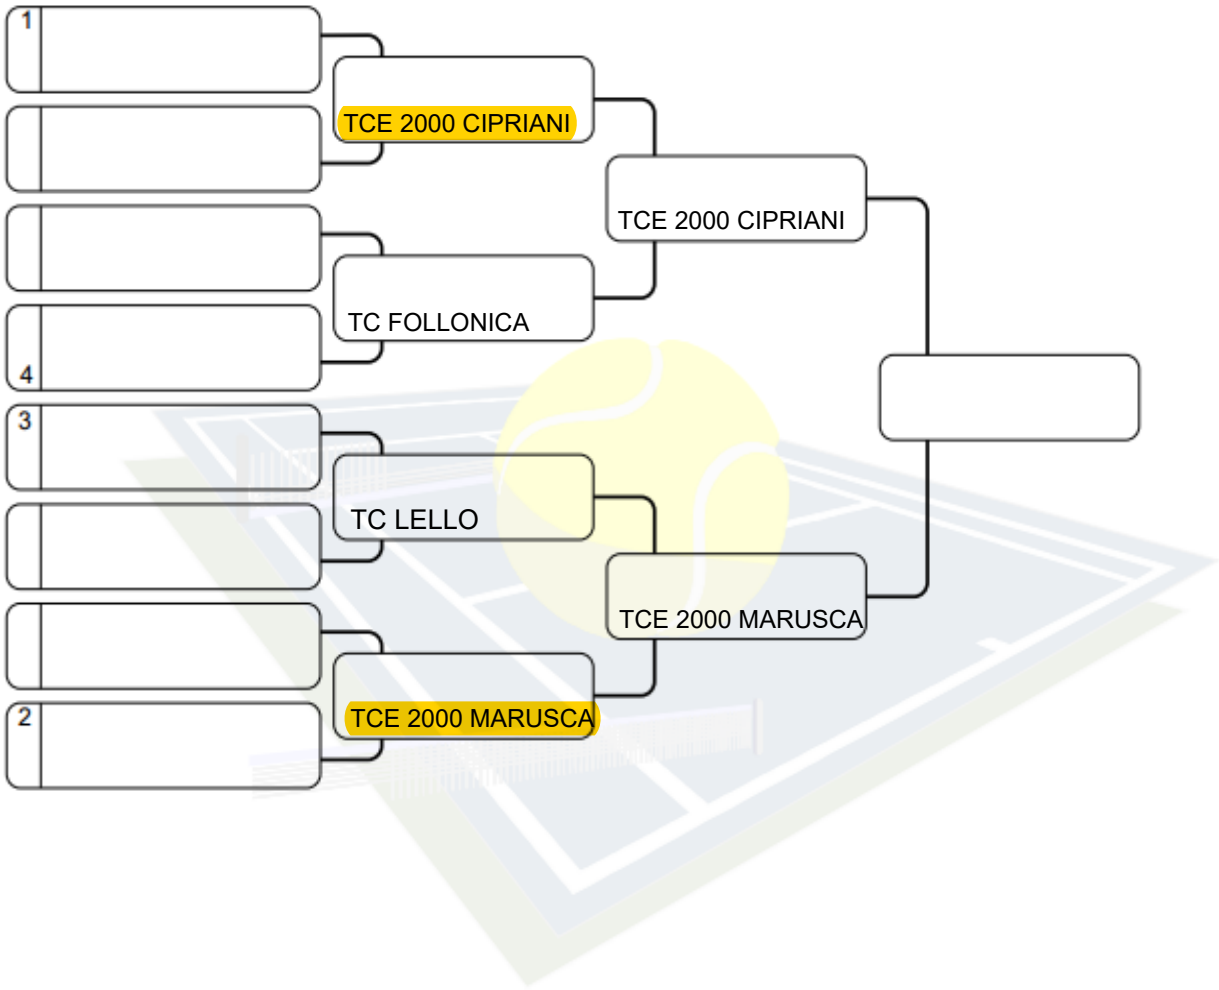 1
TCE 2000 CIPRIANI
TCE 2000 CIPRIANI
TC FOLLONICA
4
3
TC LELLO
TCE 2000 MARUSCA
TCE 2000 MARUSCA
2